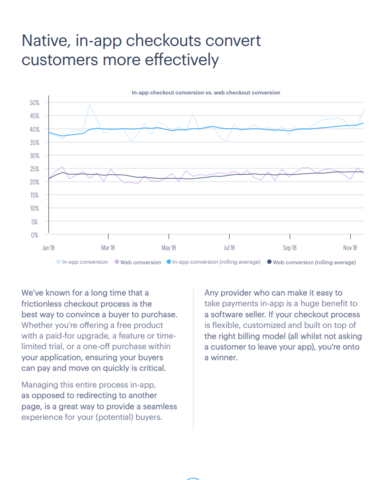 Native, in-app checkouts convert
customers more effectively
In-app checkout conversion vs. web checkout conversion
50%
45%
40%
35%
30%
25%
20%
15%
10%
5%
0%
Jan 18 Mar 18 May 18 Jul 18 Sep 18 Nov 18
In-app conversion Web conversion In-app conversion (rolling average) Web conversion (rolling average)
We've known for a long time that a
frictionless checkout process is the
best way to convince a buyer to purchase.
Whether you're offering a free product
with a paid-for upgrade, a feature or time-
limited trial, or a one-off purchase within
your application, ensuring your buyers
can pay and move on quickly is critical.
Managing this entire process in-app,
as opposed to redirecting to another
page, is a great way to provide a seamless
experience for your (potential) buyers.
Any provider who can make it easy to
take payments in-app is a huge benefit to
a software seller. If your checkout process
is flexible, customized and built on top of
the right billing model (all whilst not asking
a customer to leave your app), you're onto
a winner.